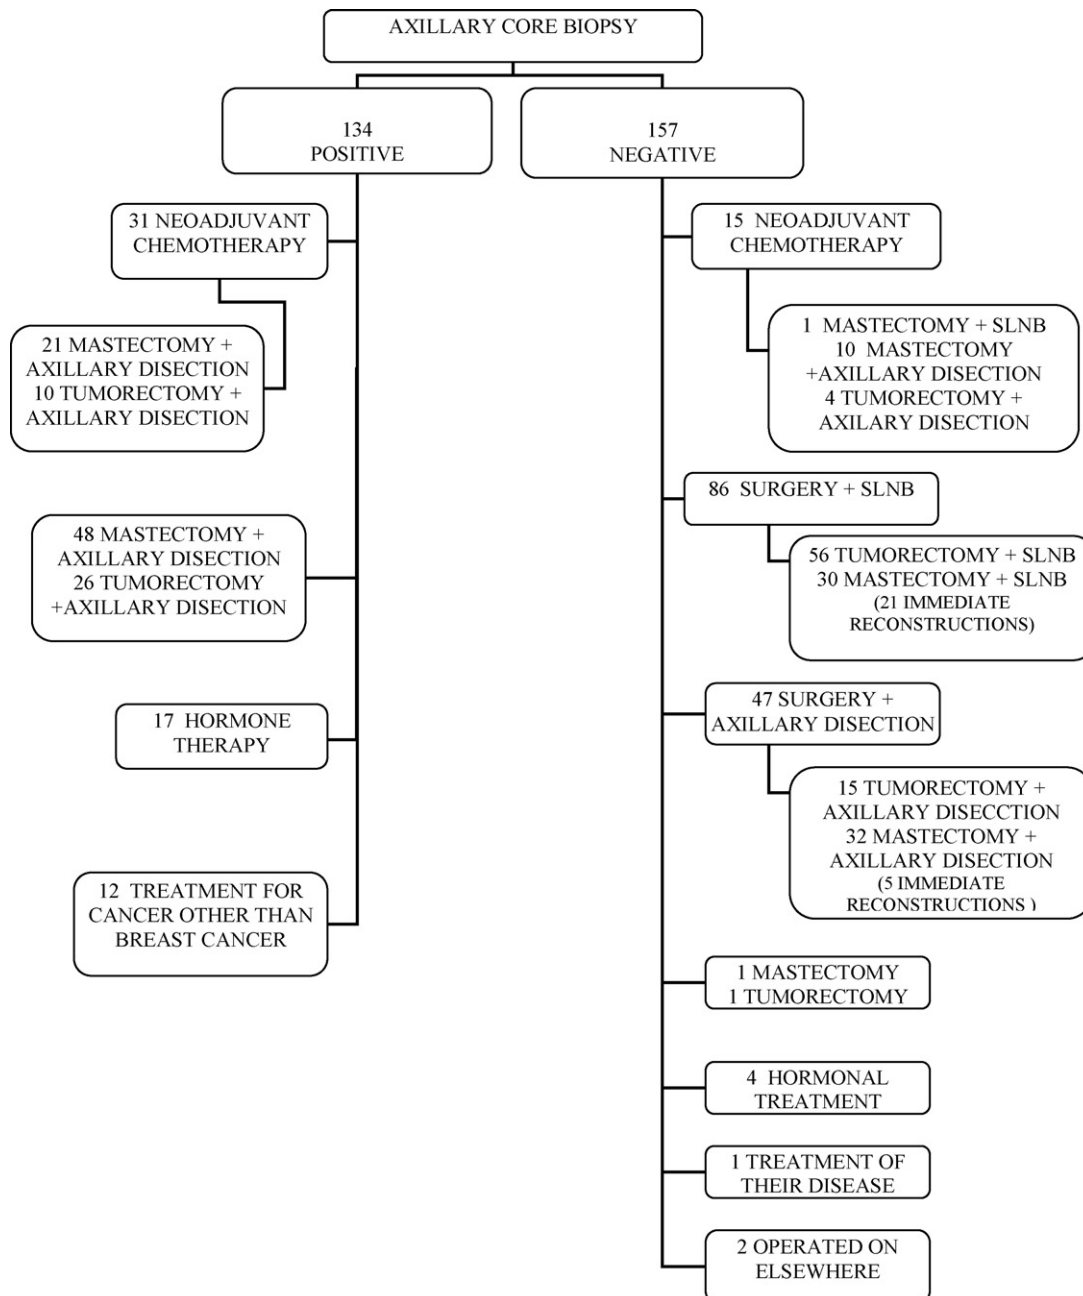 AXILLARY CORE BIOPSY
134
POSITIVE
157
NEGATIVE
31 NEOADJUVANT
CHEMOTHERAPY
21 MASTECTOMY +
AXILLARY DISECTION
10 TUMORECTOMY +
AXILLARY DISECTION
48 MASTECTOMY +
AXILLARY DISECTION
26 TUMORECTOMY
+AXILLARY DISECTION
17 HORMONE
THERAPY
12 TREATMENT FOR
CANCER OTHER THAN
BREAST CANCER
15 NEOADJUVANT
CHEMOTHERAPY
1 MASTECTOMY + SLNB
10 MASTECTOMY
+AXILLARY DISECTION
4 TUMORECTOMY +
AXILARY DISECTION
86 SURGERY + SLNB
56 TUMORECTOMY + SLNB
30 MASTECTOMY + SLNB
(21 IMMEDIATE
RECONSTRUCTIONS)
47 SURGERY +
AXILLARY DISECTION
15 TUMORECTOMY +
AXILLARY DISECCTION
32 MASTECTOMY +
AXILLARY DISECTION
(5 IMMEDIATE
RECONSTRUCTIONS )
1 MASTECTOMY
1 TUMORECTOMY
4 HORMONAL
TREATMENT
1 TREATMENT OF
THEIR DISEASE
2 OPERATED ON
ELSEWHERE